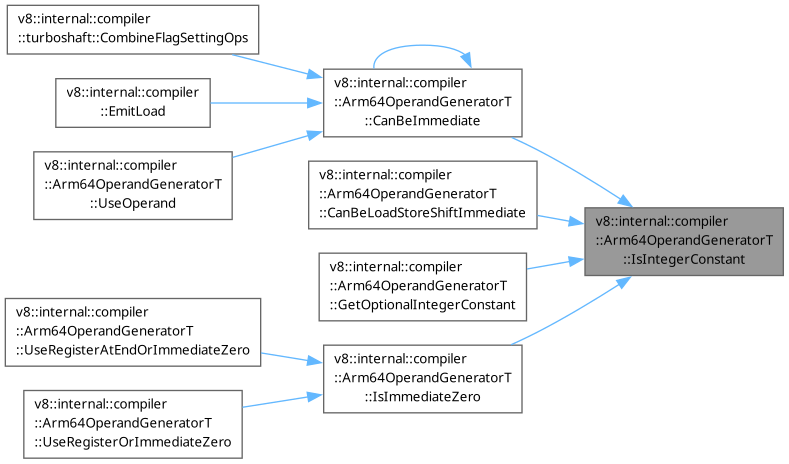 v8::internal::compiler
::turboshaft::CombineFlagSettingOps
v8::internal::compiler
::EmitLoad
v8::internal::compiler
::Arm64OperandGeneratorT
::UseOperand
v8::internal::compiler
::Arm64OperandGeneratorT
::CanBeImmediate
v8::internal::compiler
::Arm64OperandGeneratorT
::CanBeLoadStoreShiftImmediate
v8::internal::compiler
::Arm64OperandGeneratorT
::GetOptionalIntegerConstant
v8::internal::compiler
::Arm64OperandGeneratorT
::IsIntegerConstant
v8::internal::compiler
::Arm64OperandGeneratorT
::UseRegisterAtEndOrImmediateZero
v8::internal::compiler
::Arm64OperandGeneratorT
::UseRegisterOrImmediateZero
v8::internal::compiler
::Arm64OperandGeneratorT
::IsImmediateZero